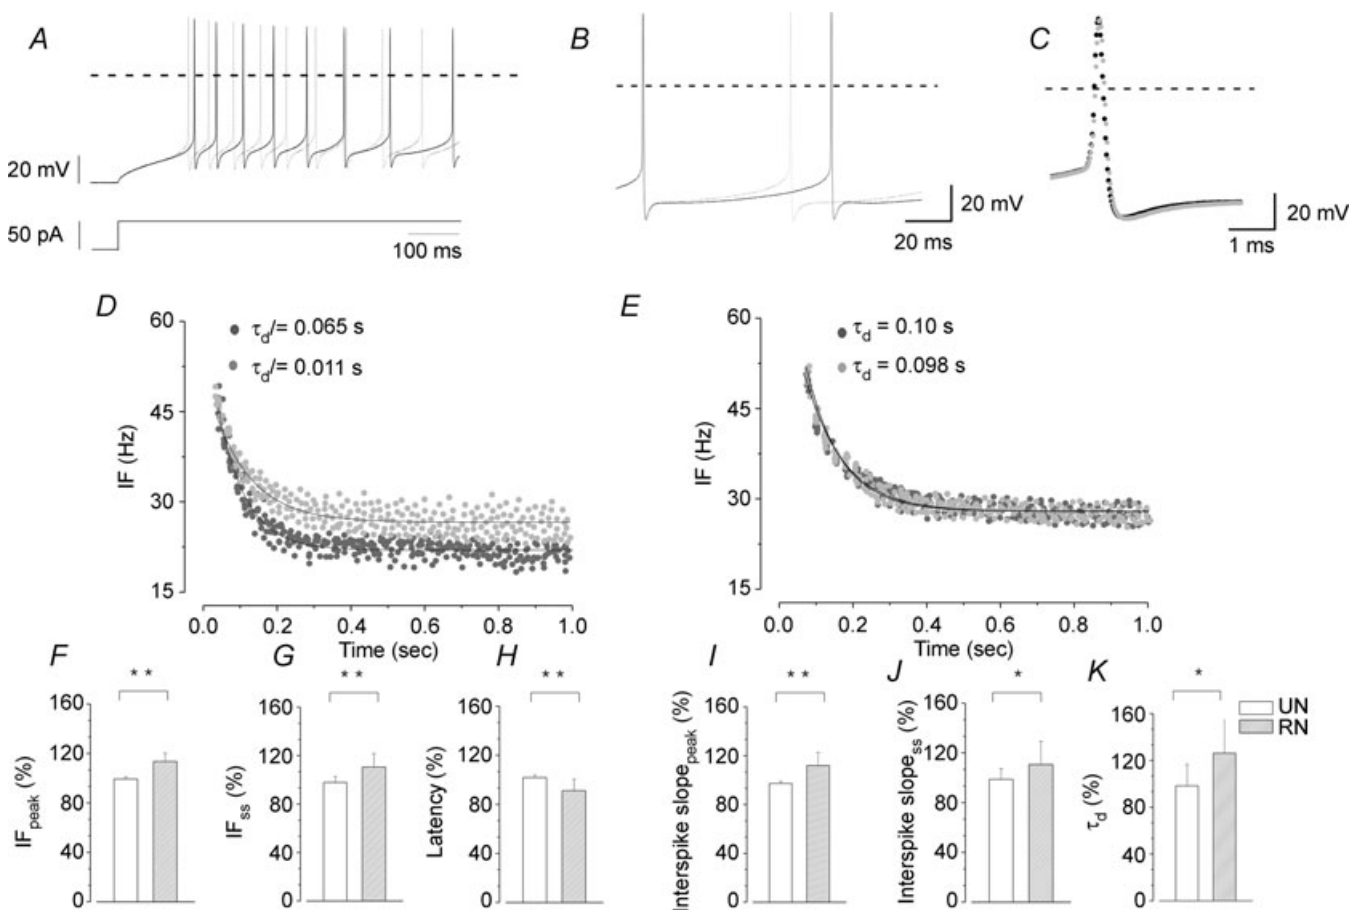 A
B
C
20 mV
50 pA
100 ms
20 mV
20 ms
20 mV
1 ms
D
60
45
30
15
IF (Hz)
τd/= 0.065 s
τd/= 0.011 s
0.0 0.2 0.4 0.6 0.8 1.0
Time (sec)
E
60
45
30
15
IF (Hz)
τd = 0.10 s
τd = 0.098 s
0.0 0.2 0.4 0.6 0.8 1.0
Time (sec)
F
* *
160
120
80
40
0
IFpeak (%)
G
* *
160
120
80
40
0
IFss (%)
H
* *
160
120
80
40
0
Latency (%)
I
* *
160
120
80
40
0
Interspike slopepeak (%)
J
*
160
120
80
40
0
Interspike slopess (%)
K
*
160
120
80
40
0
τd (%)
UN
RN